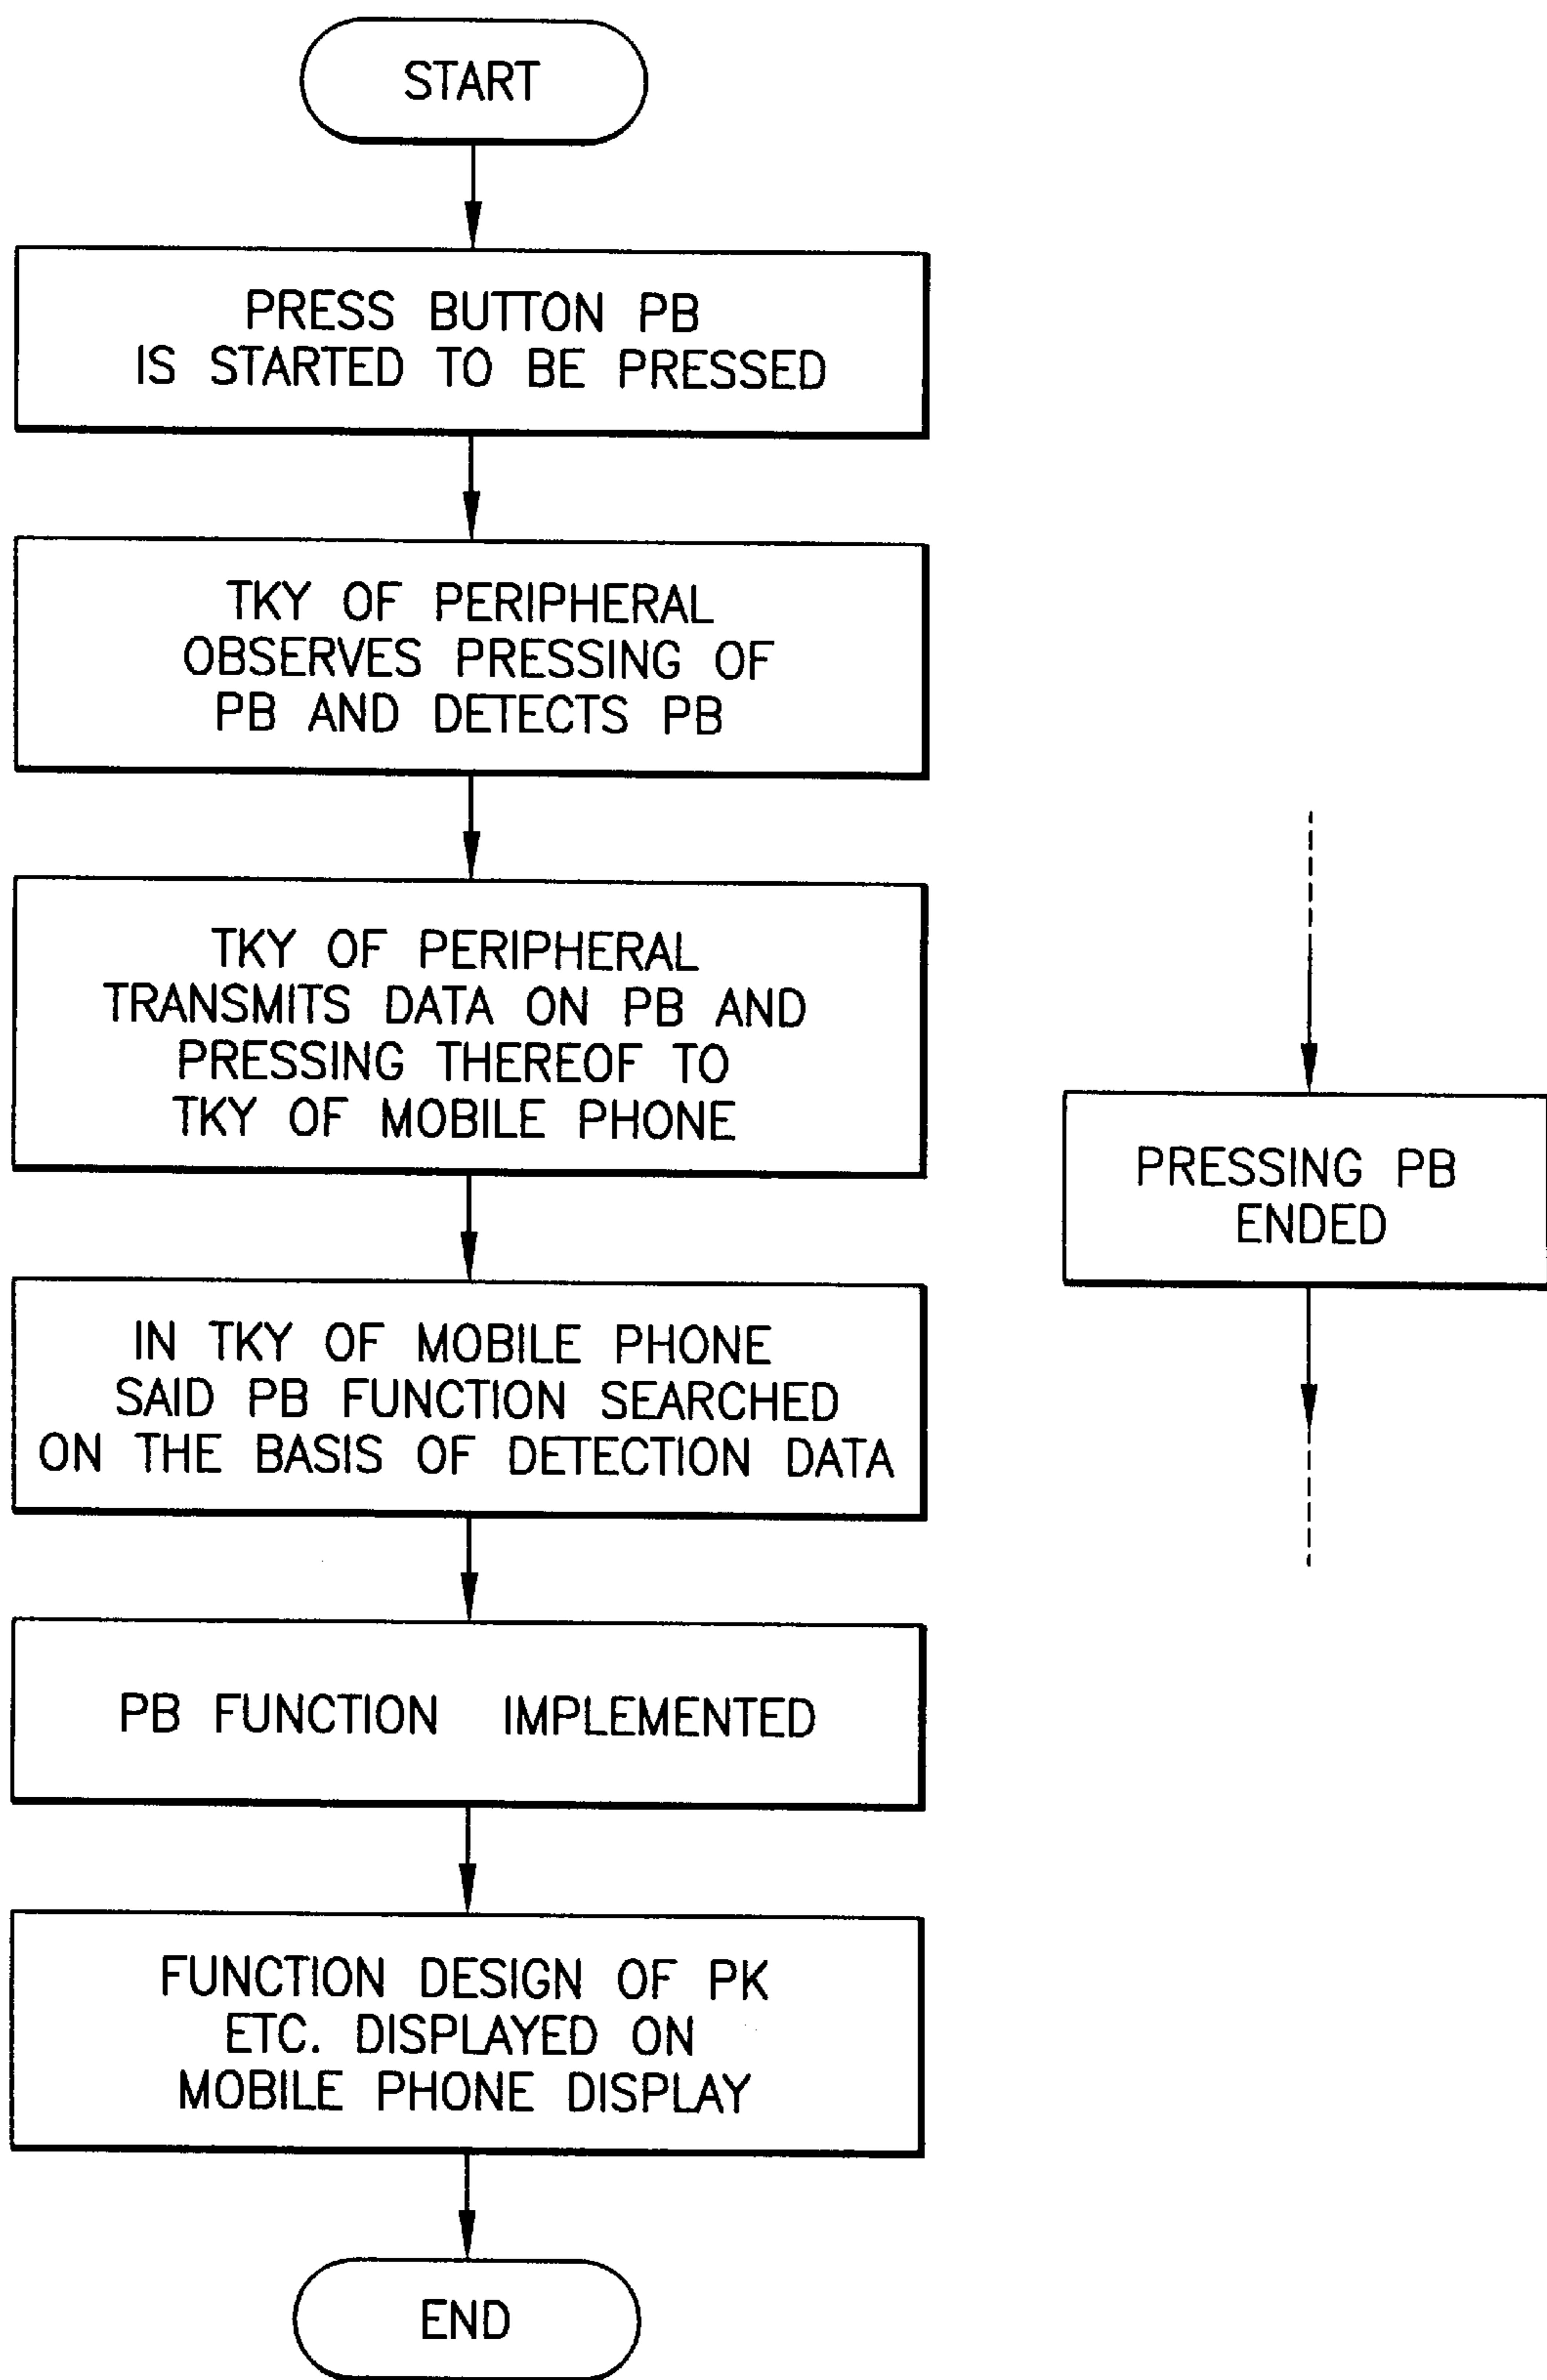 START
PRESS BUTTON PB
IS STARTED TO BE PRESSED
TKY OF PERIPHERAL
OBSERVES PRESSING OF
PB AND DETECTS PB
TKY OF PERIPHERAL
TRANSMITS DATA ON PB AND
PRESSING THEREOF TO
TKY OF MOBILE PHONE
PRESSING PB
ENDED
IN TKY OF MOBILE PHONE
SAID PB FUNCTION SEARCHED
ON THE BASIS OF DETECTION DATA
PB FUNCTION IMPLEMENTED
FUNCTION DESIGN OF PK
ETC. DISPLAYED ON
MOBILE PHONE DISPLAY
END